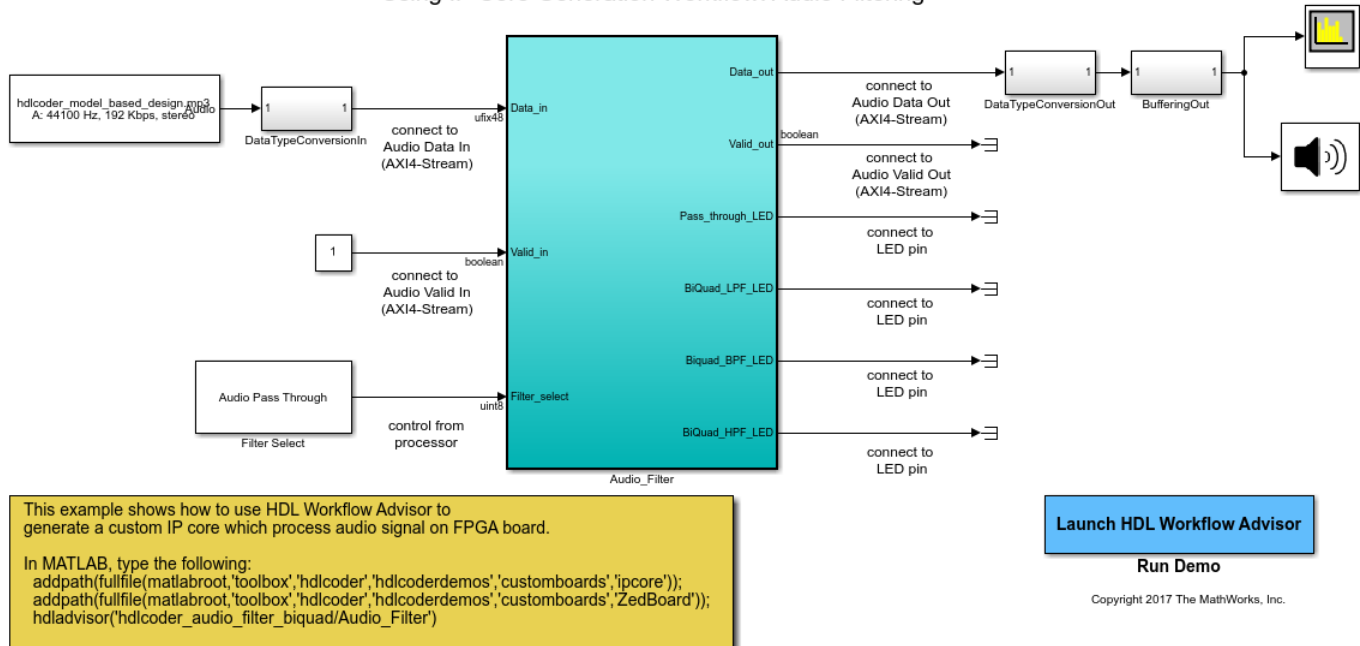 Using IP Core Generation Workflow: Audio Filtering
hdlcoder_model_based_design.mp3
A: 44100 Hz, 192 Kbps, stereo
Audio
1
1
DataTypeConversionIn
connect to
Audio Data In
(AXI4-Stream)
ufix48
Data_in
1
boolean
Valid_in
connect to
Audio Valid In
(AXI4-Stream)
Audio Pass Through
Filter Select
control from
processor
uint8
Filter_select
Audio_Filter
Data_out
connect to
Audio Data Out
(AXI4-Stream)
1
1
DataTypeConversionOut
1
1
BufferingOut
Valid_out
boolean
connect to
Audio Valid Out
(AXI4-Stream)
Pass_through_LED
connect to
LED pin
BiQuad_LPF_LED
connect to
LED pin
Biquad_BPF_LED
connect to
LED pin
BiQuad_HPF_LED
connect to
LED pin
This example shows how to use HDL Workflow Advisor to
generate a custom IP core which process audio signal on FPGA board.
In MATLAB, type the following:
addpath(fullfile(matlabroot,'toolbox','hdlcoder','hdlcoderdemos','customboards','ipcore'));
addpath(fullfile(matlabroot,'toolbox','hdlcoder','hdlcoderdemos','customboards','ZedBoard'));
hdladvisor('hdlcoder_audio_filter_biquad/Audio_Filter')
Launch HDL Workflow Advisor
Run Demo
Copyright 2017 The MathWorks, Inc.